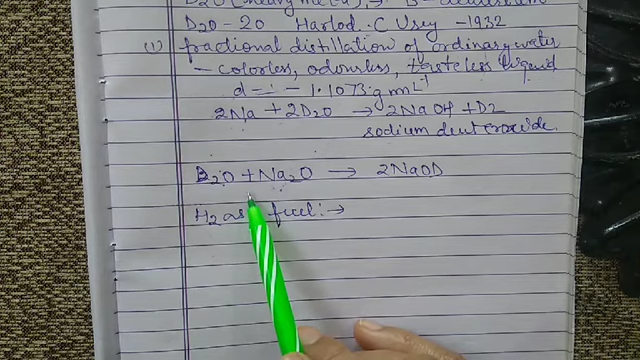 D2O - 20 Harlod. C Usey - 1932
(1) fractional distillation of ordinary water
- colorless, odourless, tasteless liquid
d = - 1.1073 g mL⁻¹
2Na + 2D2O → 2NaOH + D2
sodium deuteroxide.
D2O + Na2O → 2NaOD
H2 as fuel: →